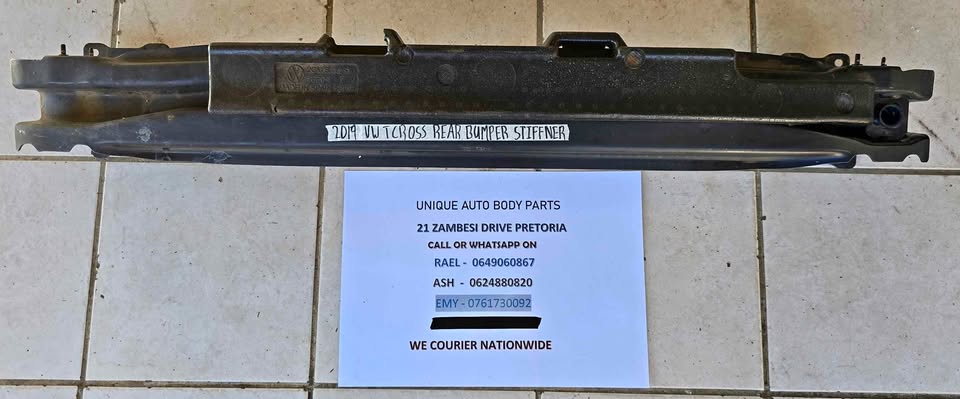 2019 VW TCROSS REAR BUMPER STIFFNER
UNIQUE AUTO BODY PARTS
21 ZAMBESI DRIVE PRETORIA
CALL OR WHATSAPP ON
RAEL - 0649060867
ASH - 0624880820
EMY - 0761730092
WE COURIER NATIONWIDE